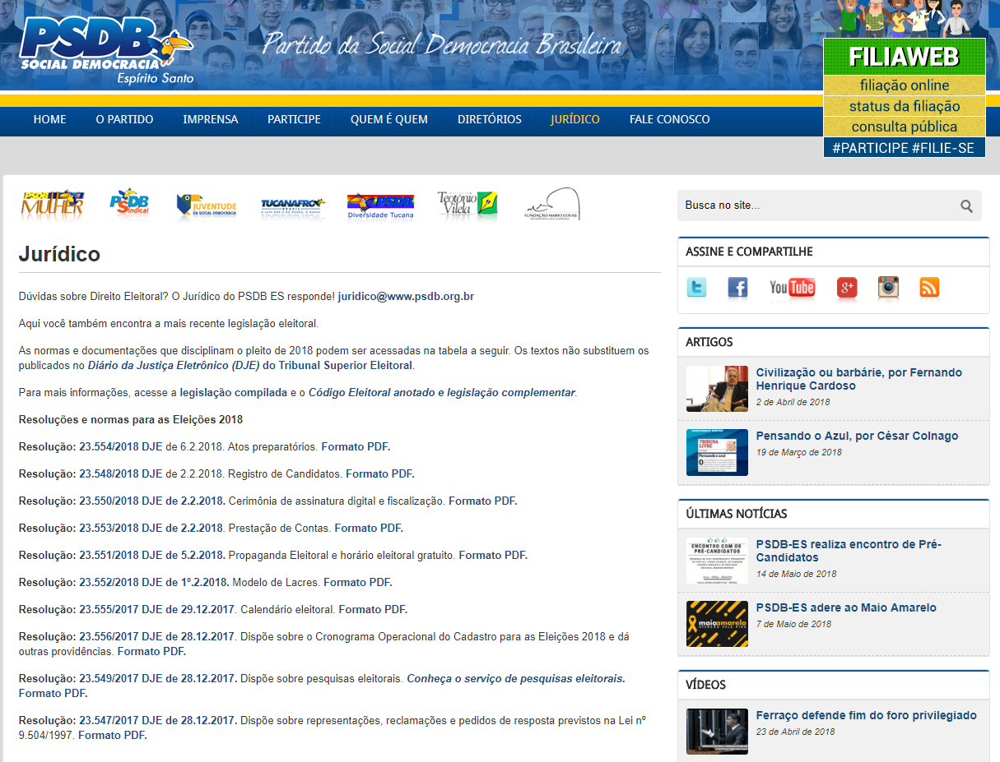 PSDB
SOCIAL DEMOCRACIA
Espírito Santo
Partido da Social Democracia Brasileira
FILIAWEB
filiação online
status da filiação
consulta pública
#PARTICIPE #FILIE-SE
HOME O PARTIDO IMPRENSA PARTICIPE QUEM É QUEM DIRETÓRIOS JURÍDICO FALE CONOSCO
PSDB
MULHER
PSDB
Sindical
JUVENTUDE
DA SOCIAL DEMOCRACIA
TUCANAFRO
BRASIL
PSDB
Diversidade Tucana
Teotônio
Vilela
FUNDAÇÃO MARIO COVAS
Busca no site...
Jurídico
Dúvidas sobre Direito Eleitoral? O Jurídico do PSDB ES responde! juridico@www.psdb.org.br
Aqui você também encontra a mais recente legislação eleitoral.
As normas e documentações que disciplinam o pleito de 2018 podem ser acessadas na tabela a seguir. Os textos não substituem os
publicados no Diário da Justiça Eletrônico (DJE) do Tribunal Superior Eleitoral.
Para mais informações, acesse a legislação compilada e o Código Eleitoral anotado e legislação complementar.
Resoluções e normas para as Eleições 2018
Resolução: 23.554/2018 DJE de 6.2.2018. Atos preparatórios. Formato PDF.
Resolução: 23.548/2018 DJE de 2.2.2018. Registro de Candidatos. Formato PDF.
Resolução: 23.550/2018 DJE de 2.2.2018. Cerimônia de assinatura digital e fiscalização. Formato PDF.
Resolução: 23.553/2018 DJE de 2.2.2018. Prestação de Contas. Formato PDF.
Resolução: 23.551/2018 DJE de 5.2.2018. Propaganda Eleitoral e horário eleitoral gratuito. Formato PDF.
Resolução: 23.552/2018 DJE de 1º.2.2018. Modelo de Lacres. Formato PDF.
Resolução: 23.555/2017 DJE de 29.12.2017. Calendário eleitoral. Formato PDF.
Resolução: 23.556/2017 DJE de 28.12.2017. Dispõe sobre o Cronograma Operacional do Cadastro para as Eleições 2018 e dá
outras providências. Formato PDF.
Resolução: 23.549/2017 DJE de 28.12.2017. Dispõe sobre pesquisas eleitorais. Conheça o serviço de pesquisas eleitorais.
Formato PDF.
Resolução: 23.547/2017 DJE de 28.12.2017. Dispõe sobre representações, reclamações e pedidos de resposta previstos na Lei nº
9.504/1997. Formato PDF.
ASSINE E COMPARTILHE
YouTube
ARTIGOS
Civilização ou barbárie, por Fernando
Henrique Cardoso
2 de Abril de 2018
TRIBUNA
LIVRE
Pensando o azul
Pensando o Azul, por César Colnago
19 de Março de 2018
ÚLTIMAS NOTÍCIAS
ENCONTRO COM OS
PRÉ-CANDIDATOS
PSDB-ES realiza encontro de Pré-
Candidatos
14 de Maio de 2018
maioamarelo
ATENÇÃO PELA VIDA
PSDB-ES adere ao Maio Amarelo
7 de Maio de 2018
VÍDEOS
Ferraço defende fim do foro privilegiado
23 de Abril de 2018